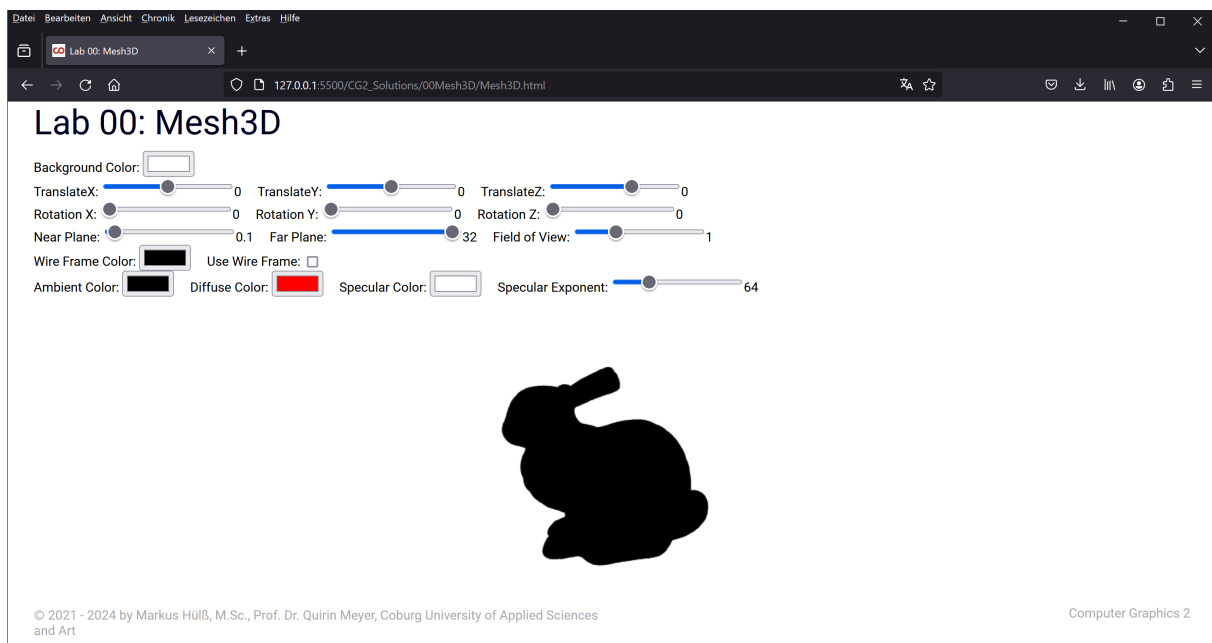 Datei Bearbeiten Ansicht Chronik Lesezeichen Extras Hilfe
Lab 00: Mesh3D
127.0.0.1:5500/CG2_Solutions/00Mesh3D/Mesh3D.html
Lab 00: Mesh3D
Background Color:
TranslateX: 0 TranslateY: 0 TranslateZ: 0
Rotation X: 0 Rotation Y: 0 Rotation Z: 0
Near Plane: 0.1 Far Plane: 32 Field of View: 1
Wire Frame Color: Use Wire Frame:
Ambient Color: Diffuse Color: Specular Color: Specular Exponent: 64
© 2021 - 2024 by Markus Hülß, M.Sc., Prof. Dr. Quirin Meyer, Coburg University of Applied Sciences
and Art
Computer Graphics 2